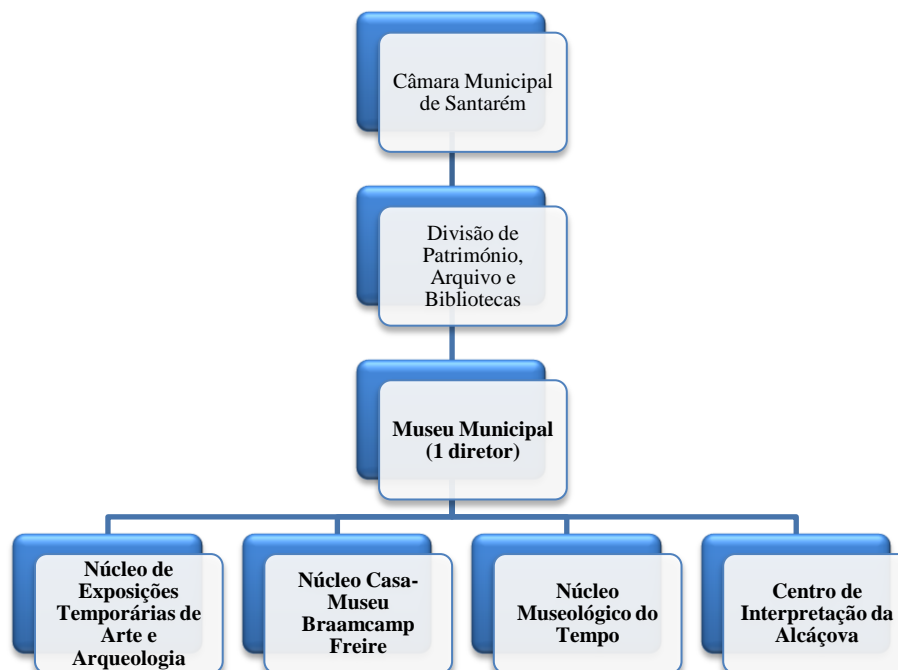 Câmara Municipal
de Santarém
Divisão de
Património,
Arquivo e
Bibliotecas
Museu Municipal
(1 diretor)
Núcleo de
Exposições
Temporárias de
Arte e
Arqueologia
Núcleo Casa-
Museu
Braamcamp
Freire
Núcleo
Museológico do
Tempo
Centro de
Interpretação da
Alcáçova